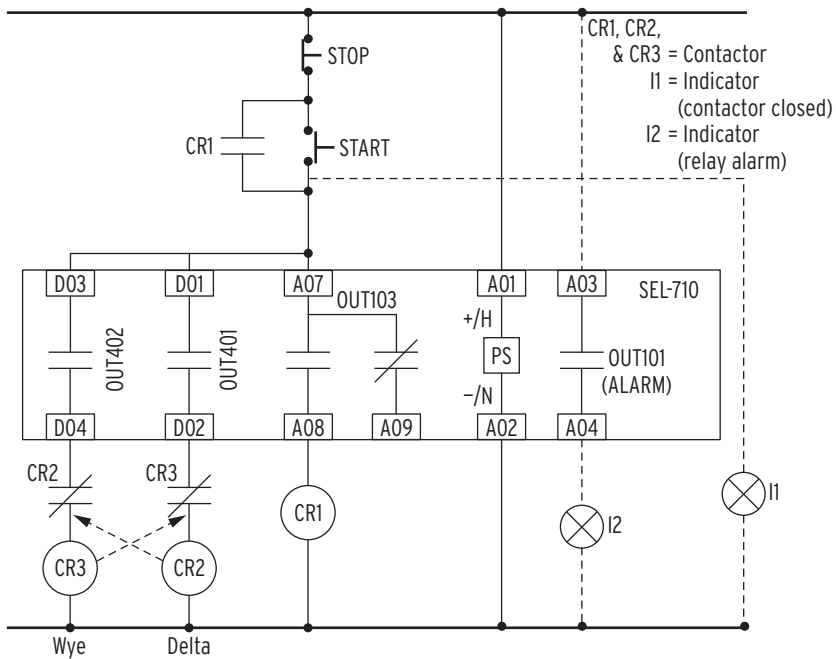 CR1, CR2,
& CR3 = Contactor
I1 = Indicator
(contactor closed)
I2 = Indicator
(relay alarm)
STOP
CR1
START
D03
D01
A07
A01
A03
SEL-710
OUT103
+/H
OUT402
OUT401
PS
OUT101
(ALARM)
−/N
D04
D02
A08
A09
A02
A04
CR2
CR3
CR1
I1
I2
CR3
CR2
Wye
Delta